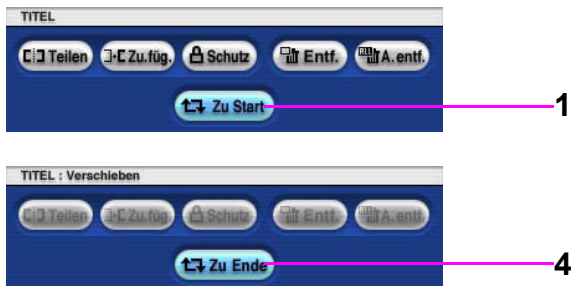 TITEL
Teilen Zu.füg. Schutz Entf. A.entf.
Zu Start 1
TITEL : Verschieben
Teilen Zu.füg. Schutz Entf. A.entf.
Zu Ende 4